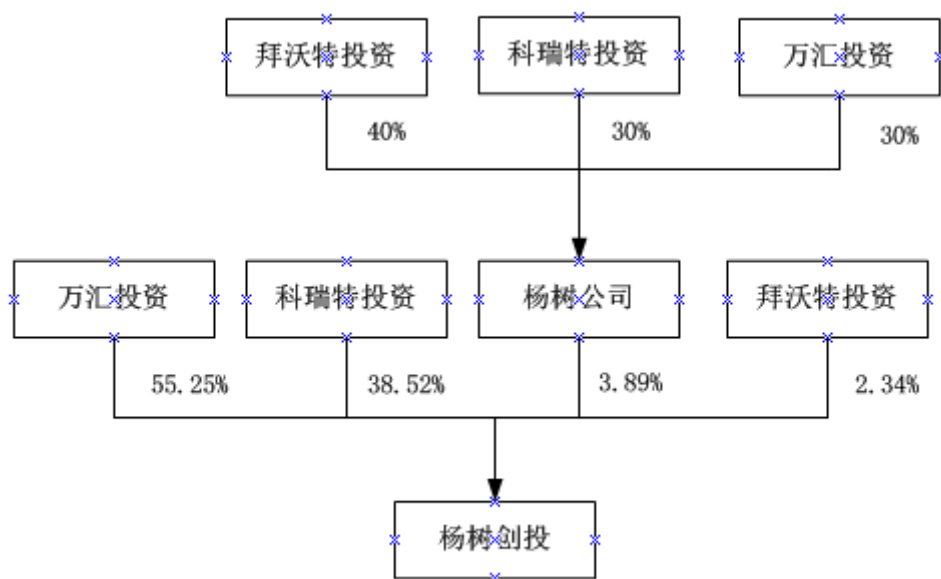 拜沃特投资
科瑞特投资
万汇投资
40%
30%
30%
万汇投资
科瑞特投资
杨树公司
拜沃特投资
55.25%
38.52%
3.89%
2.34%
杨树创投